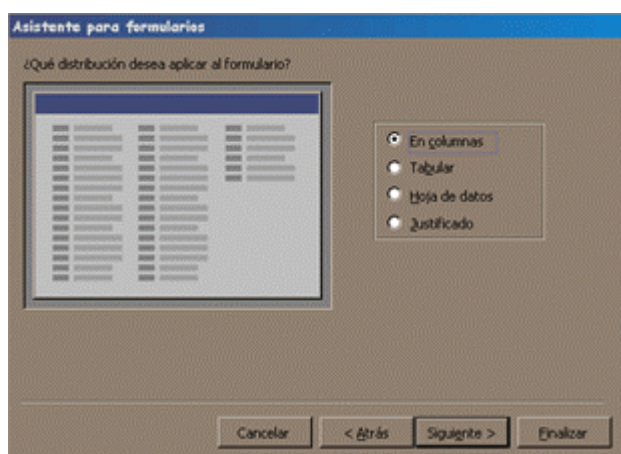 Asistente para formularios
¿Qué distribución desea aplicar al formulario?
En columnas
Tabular
Hoja de datos
Justificado
Cancelar
< Atrás
Siguiente >
Finalizar